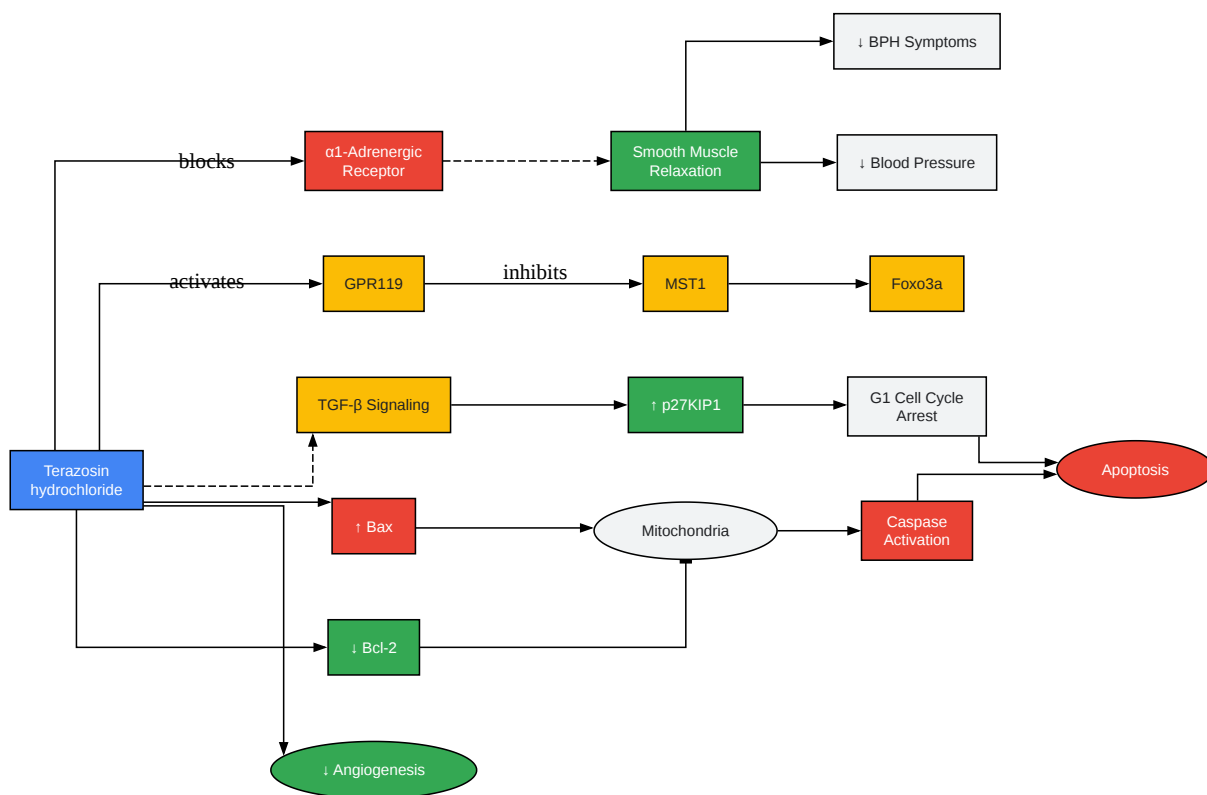 ↓ BPH Symptoms
blocks
α1-Adrenergic
Receptor
Smooth Muscle
Relaxation
↓ Blood Pressure
activates
GPR119
inhibits
MST1
Foxo3a
TGF-β Signaling
↑ p27KIP1
G1 Cell Cycle
Arrest
Terazosin
hydrochloride
Apoptosis
↑ Bax
Mitochondria
Caspase
Activation
↓ Bcl-2
↓ Angiogenesis